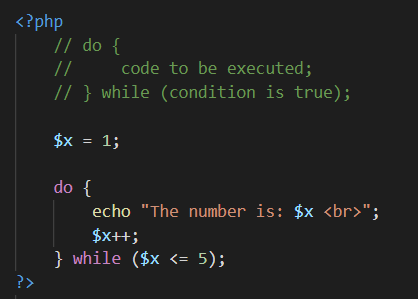 <?php
    // do {
    //     code to be executed;
    // } while (condition is true);

    $x = 1;

    do {
        echo "The number is: $x <br>";
        $x++;
    } while ($x <= 5);
?>